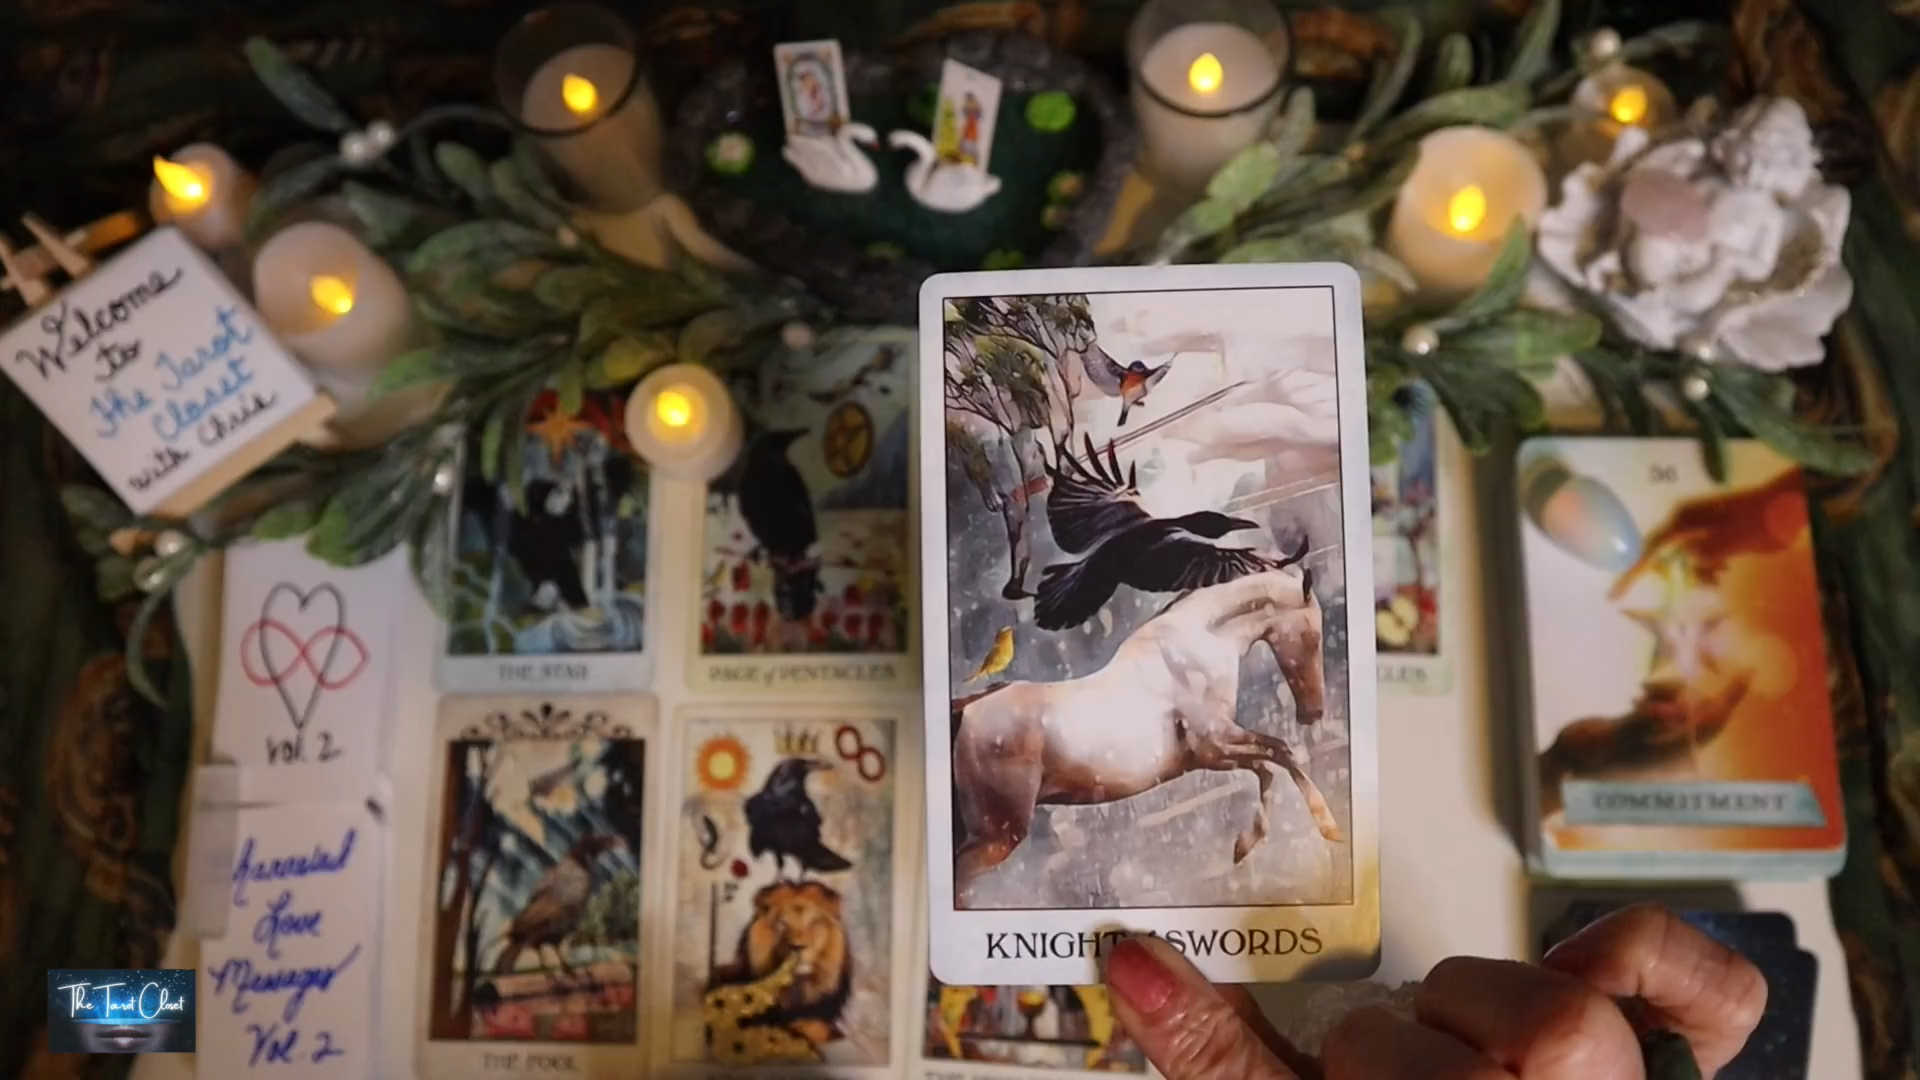 Welcome
to
The Tarot
Closet
with Chris
KNIGHT SWORDS
36
THE STAR
PAGE of PENTACLES
COMMITMENT
Vol. 2
Love
Messages
Vol. 2
THE FOOL
The Tarot Closet